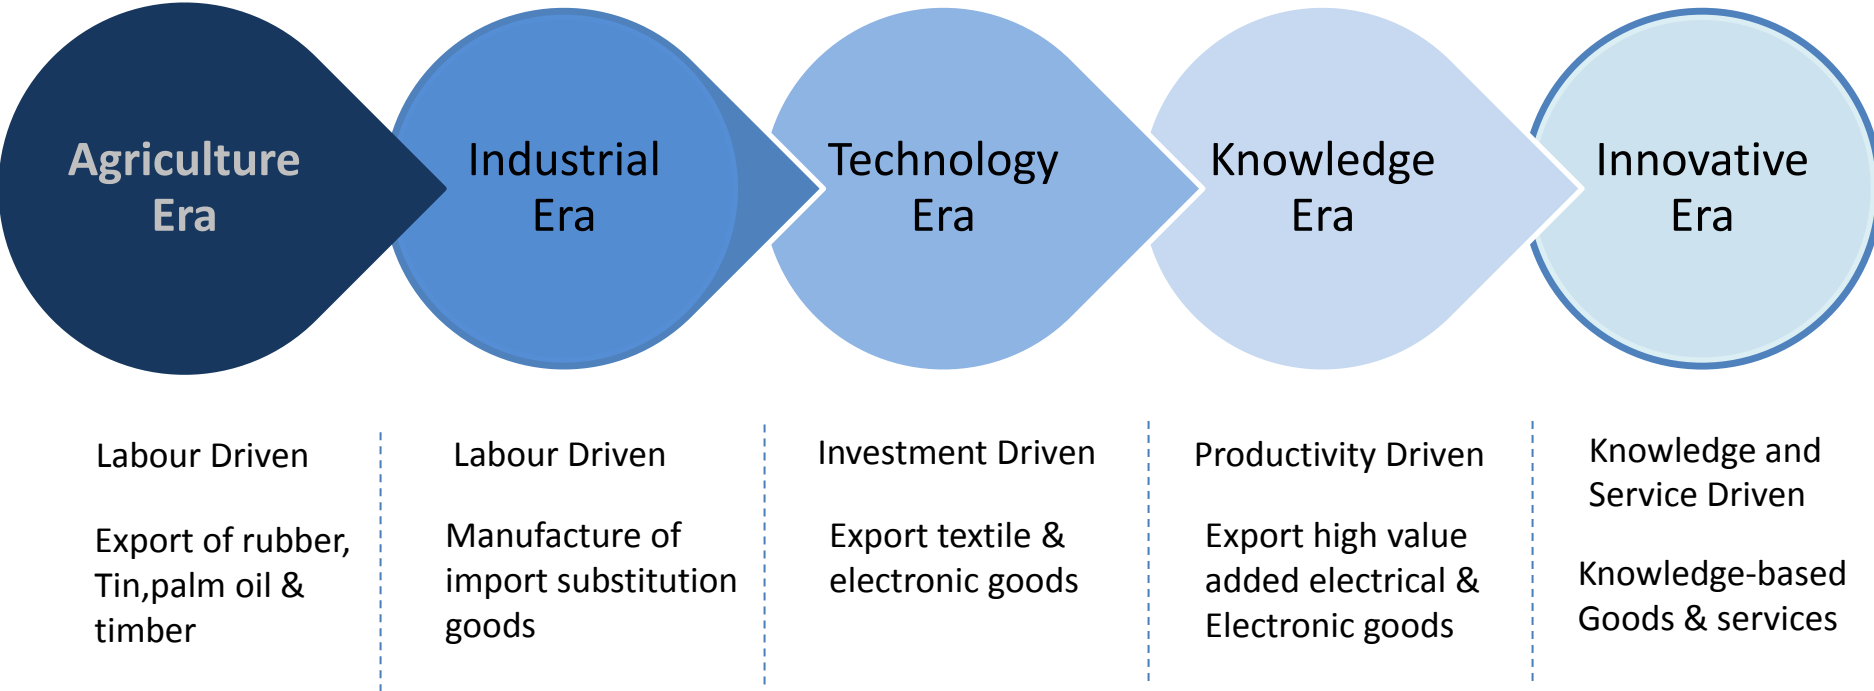 Agriculture
Era
Industrial
Era
Technology
Era
Knowledge
Era
Innovative
Era
Labour Driven
Export of rubber,
Tin,palm oil &
timber
Labour Driven
Manufacture of
import substitution
goods
Investment Driven
Export textile &
electronic goods
Productivity Driven
Export high value
added electrical &
Electronic goods
Knowledge and
Service Driven
Knowledge-based
Goods & services